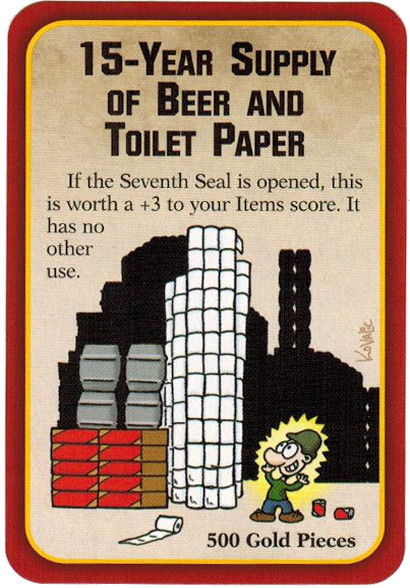 15-Year Supply
of Beer and
Toilet Paper
If the Seventh Seal is opened, this
is worth a +3 to your Items score. It
has no
other
use.
Kovalic
500 Gold Pieces